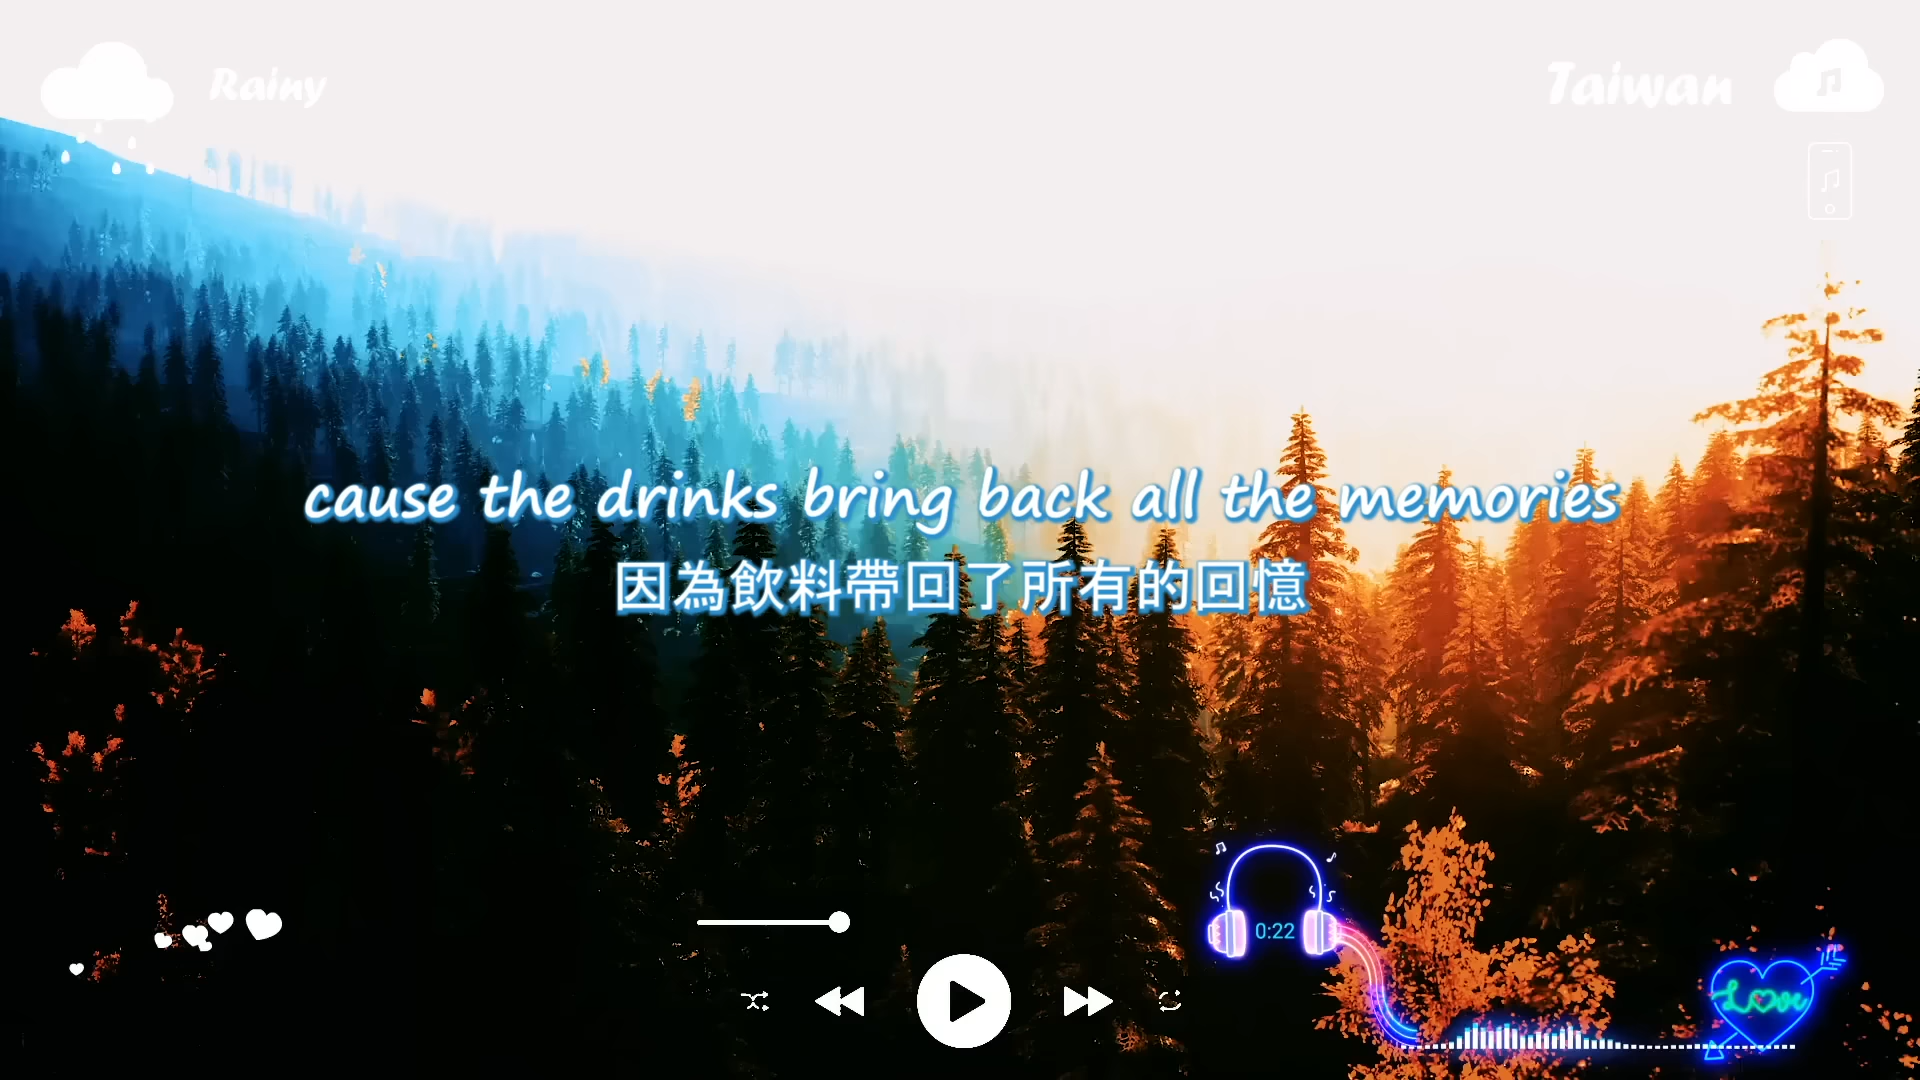 Rainy
Taiwan
cause the drinks bring back all the memories
因為飲料帶回了所有的回憶
0:22
Love